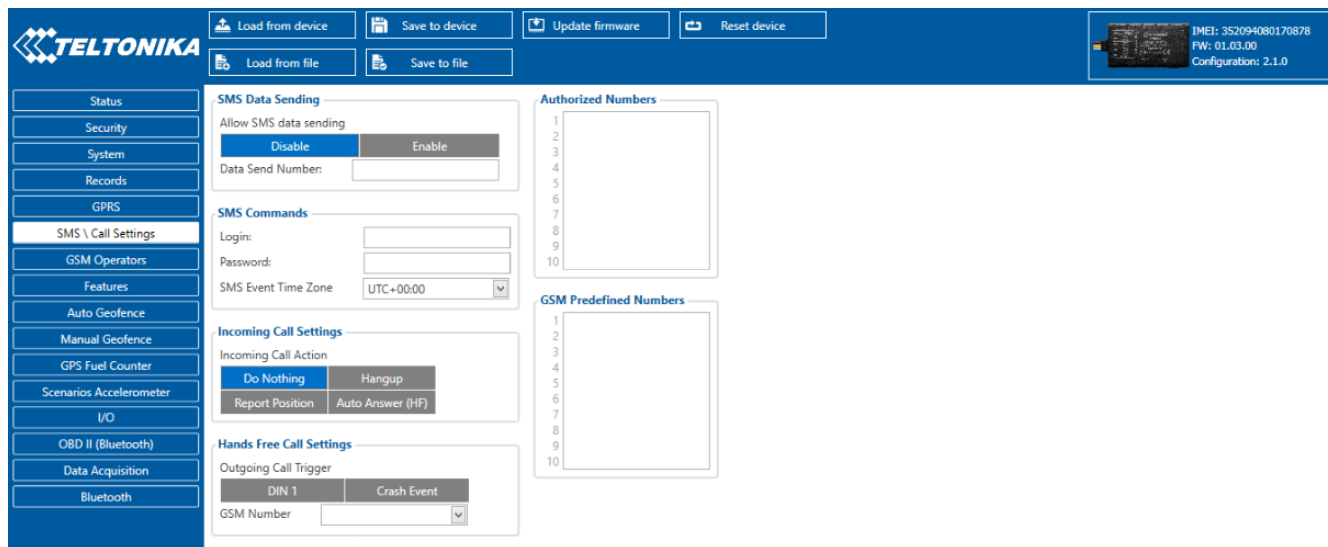 TELTONIKA
Load from device
Save to device
Update firmware
Reset device
Load from file
Save to file
IMEI: 352094080170878
FW: 01.03.00
Configuration: 2.1.0
Status
Security
System
Records
GPRS
SMS \ Call Settings
GSM Operators
Features
Auto Geofence
Manual Geofence
GPS Fuel Counter
Scenarios Accelerometer
I/O
OBD II (Bluetooth)
Data Acquisition
Bluetooth
SMS Data Sending
Allow SMS data sending
Disable Enable
Data Send Number:
SMS Commands
Login:
Password:
SMS Event Time Zone UTC+00:00
Incoming Call Settings
Incoming Call Action
Do Nothing Hangup
Report Position Auto Answer (HF)
Hands Free Call Settings
Outgoing Call Trigger
DIN 1 Crash Event
GSM Number
Authorized Numbers
1
2
3
4
5
6
7
8
9
10
GSM Predefined Numbers
1
2
3
4
5
6
7
8
9
10